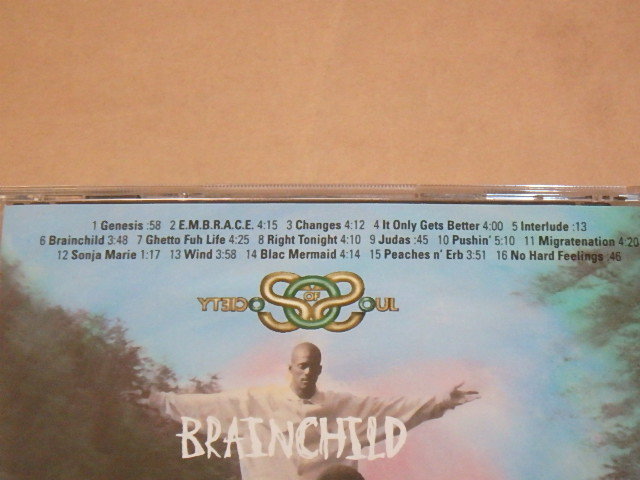 1 Genesis :58 2 E.M.B.R.A.C.E. 4:15 3 Changes 4:12 4 It Only Gets Better 4:00 5 Interlude :13
6 Brainchild 3:48 7 Ghetto Fuh Life 4:25 8 Right Tonight 4:10 9 Judas :45 10 Pushin' 5:10 11 Migratenation 4:20
12 Sonja Marie 1:17 13 Wind 3:58 14 Blac Mermaid 4:14 15 Peaches n' Erb 3:51 16 No Hard Feelings :46
SOCIETY OF SOUL
BRAINCHILD